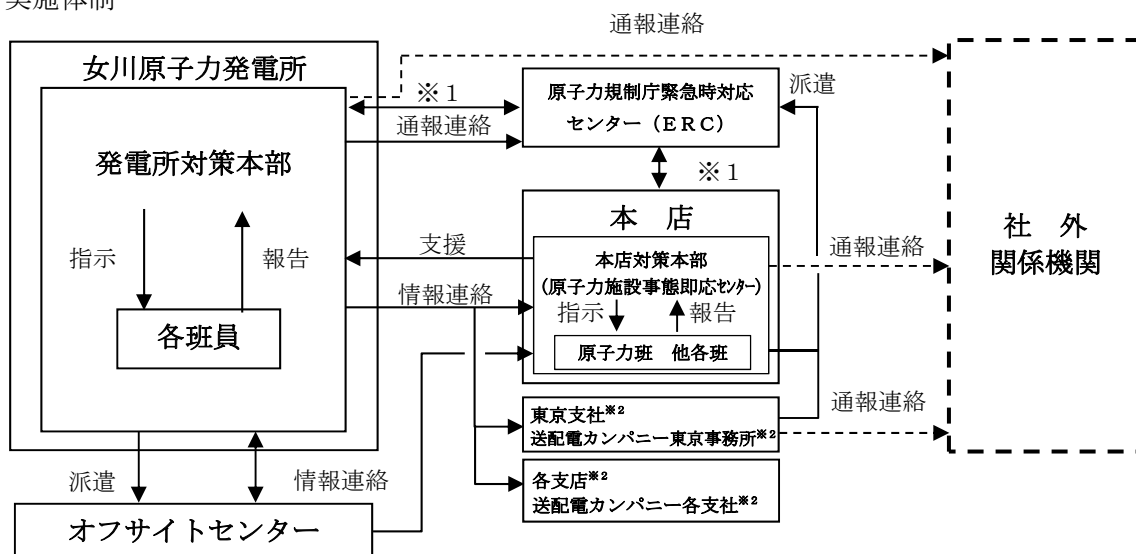 実施体制
通報連絡
女川原子力発電所
※1
通報連絡
原子力規制庁緊急時対応
センター（ERC）
派遣
発電所対策本部
※1
指示
報告
各班員
本　店
支援
本店対策本部
(原子力施設事態即応センター)
情報連絡
指示
報告
原子力班　他各班
通報連絡
社　外
関係機関
東京支社※2
送配電カンパニー東京事務所※2
通報連絡
各支店※2
送配電カンパニー各支社※2
派遣
情報連絡
オフサイトセンター